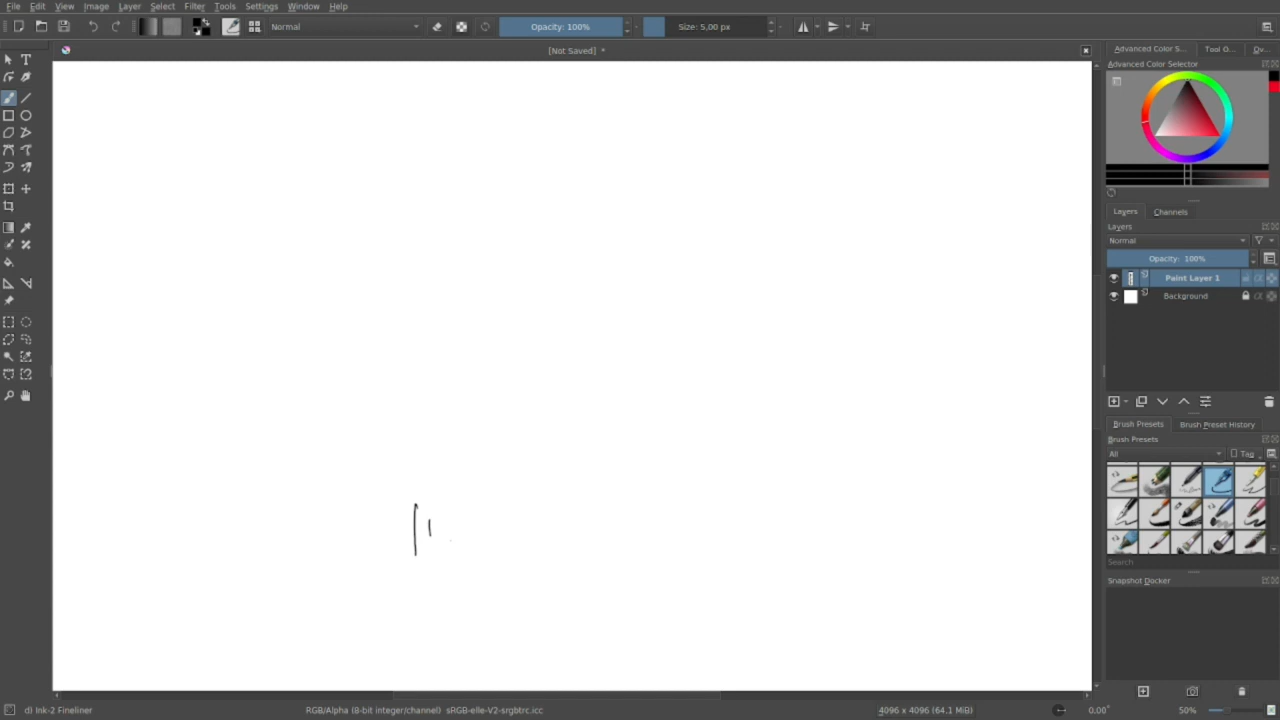 File Edit View Image Layer Select Filter Tools Settings Window Help
Normal Opacity: 100% Size: 5,00 px
[Not Saved] *
Advanced Color S... Tool O... Ov...
Advanced Color Selector
Layers Channels
Layers
Normal
Opacity: 100%
Paint Layer 1
Background
Brush Presets Brush Preset History
Brush Presets
All Tag
Search
Snapshot Docker
d) Ink-2 Fineliner RGB/Alpha (8-bit integer/channel) sRGB-elle-V2-srgbtrc.icc 4096 x 4096 (64,1 MiB) 0.00° 50%